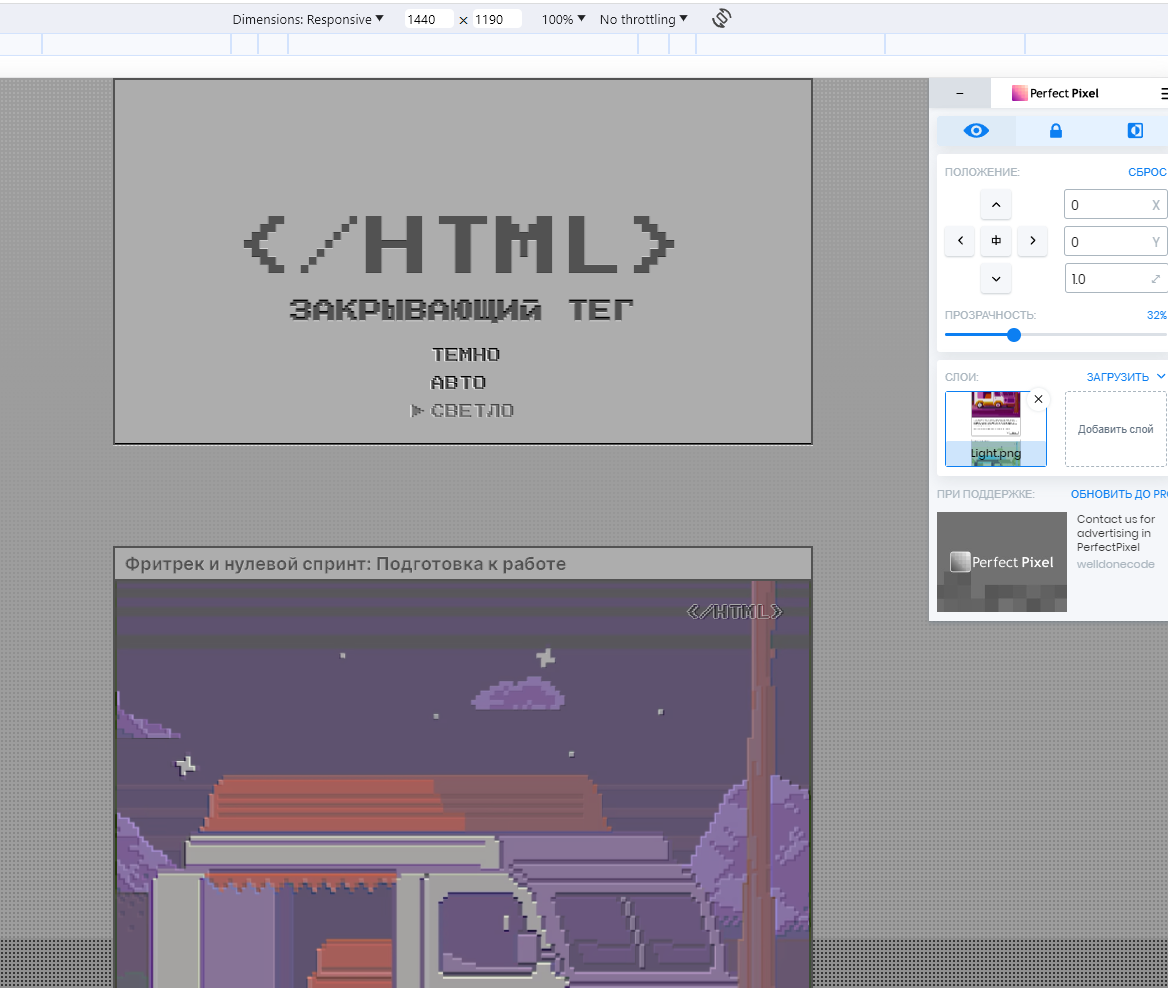 Dimensions: Responsive 1440 × 1190 100% No throttling
Perfect Pixel
ПОЛОЖЕНИЕ: СБРОС
0 X
0 Y
1.0
ПРОЗРАЧНОСТЬ: 32%
СЛОИ: ЗАГРУЗИТЬ
Light.png
Добавить слой
ПРИ ПОДДЕРЖКЕ: ОБНОВИТЬ ДО PRO
Perfect Pixel
Contact us for
advertising in
PerfectPixel
welldonecode
</HTML>
ЗАКРЫВАЮЩИЙ ТЕГ
ТЕМНО
АВТО
СВЕТЛО
Фритрек и нулевой спринт: Подготовка к работе
</HTML>